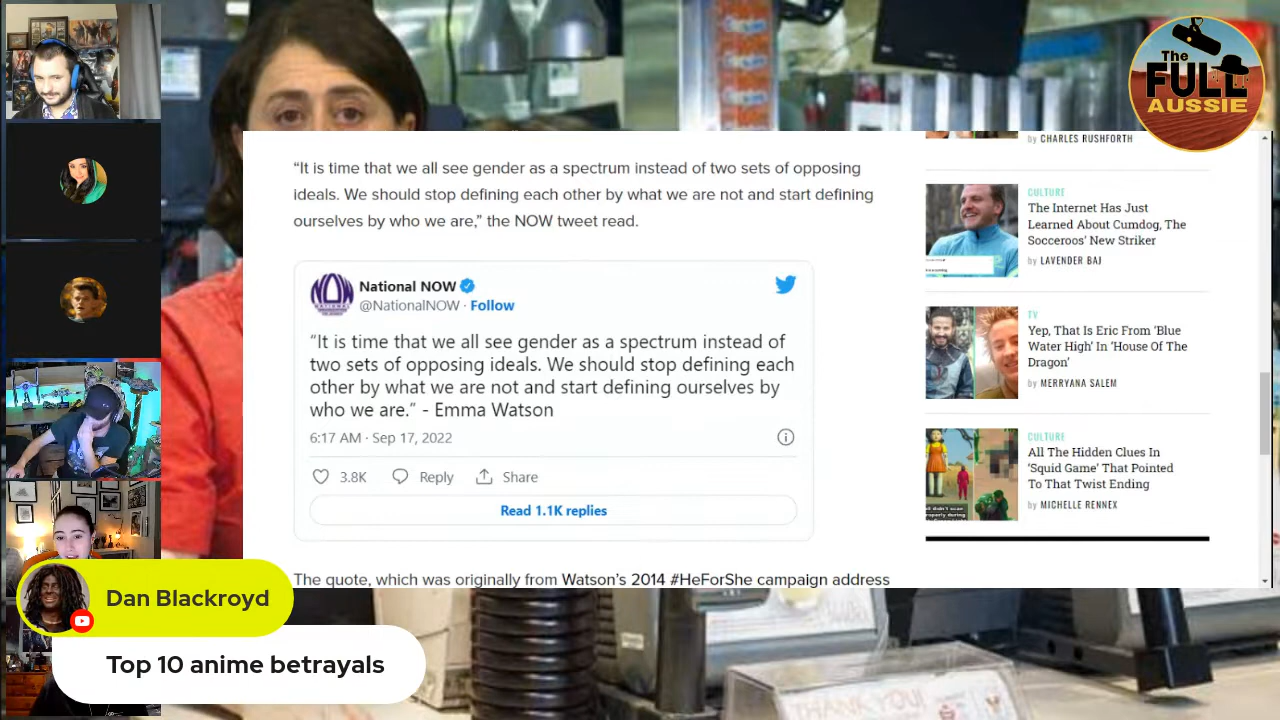 The
FULL
AUSSIE
by CHARLES RUSHFORTH
“It is time that we all see gender as a spectrum instead of two sets of opposing
ideals. We should stop defining each other by what we are not and start defining
ourselves by who we are,” the NOW tweet read.
National NOW
@NationalNOW · Follow
“It is time that we all see gender as a spectrum instead of
two sets of opposing ideals. We should stop defining each
other by what we are not and start defining ourselves by
who we are.” - Emma Watson
6:17 AM · Sep 17, 2022
3.8K Reply Share
Read 1.1K replies
The quote, which was originally from Watson’s 2014 #HeForShe campaign address
CULTURE
The Internet Has Just
Learned About Cumdog, The
Socceroos’ New Striker
by LAVENDER BAJ
TV
Yep, That Is Eric From ‘Blue
Water High’ In ‘House Of The
Dragon’
by MERRYANA SALEM
CULTURE
All The Hidden Clues In
‘Squid Game’ That Pointed
To That Twist Ending
by MICHELLE RENNEX
Dan Blackroyd
Top 10 anime betrayals